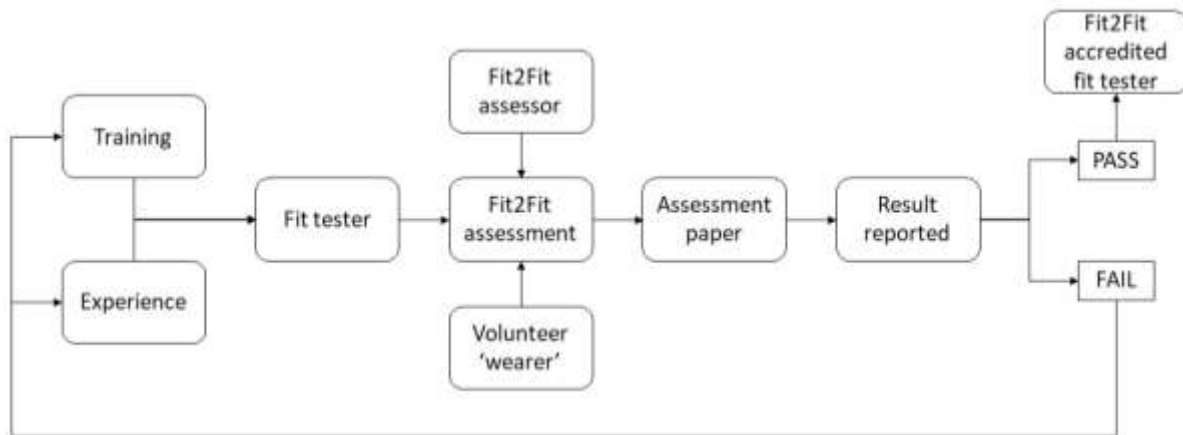 Training
Experience
Fit tester
Fit2Fit
assessor
Fit2Fit
assessment
Volunteer
‘wearer’
Assessment
paper
Result
reported
PASS
FAIL
Fit2Fit
accredited
fit tester